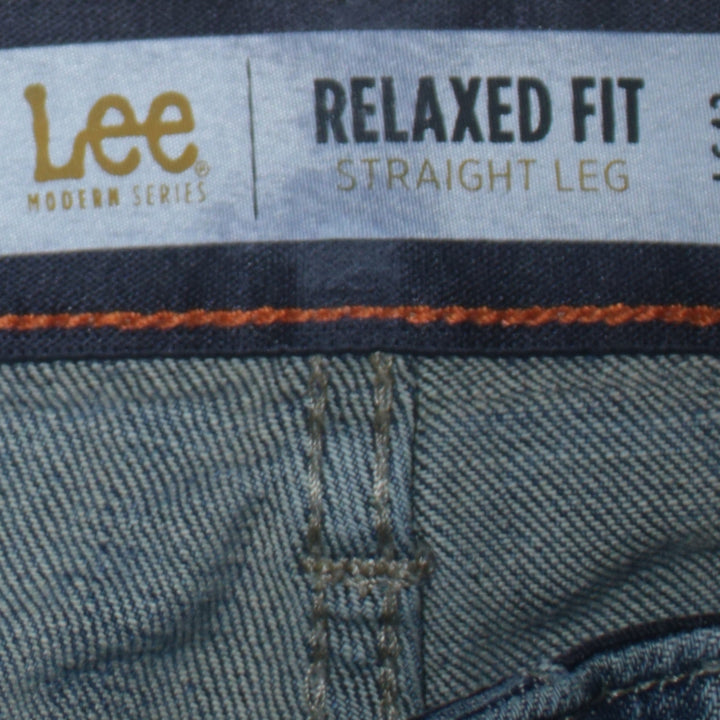 Lee®
MODERN SERIES
RELAXED FIT
STRAIGHT LEG